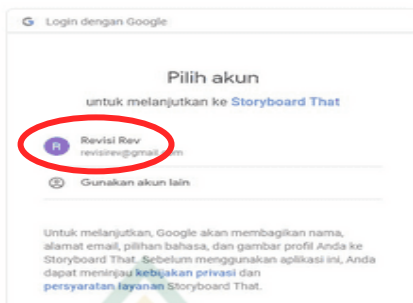 Login dengan Google
Pilih akun
untuk melanjutkan ke Storyboard That
R
Revisi Rev
revisirev@gmail.com
Gunakan akun lain
Untuk melanjutkan, Google akan membagikan nama,
alamat email, pilihan bahasa, dan gambar profil Anda ke
Storyboard That. Sebelum menggunakan aplikasi ini, Anda
dapat meninjau kebijakan privasi dan
persyaratan layanan Storyboard That.